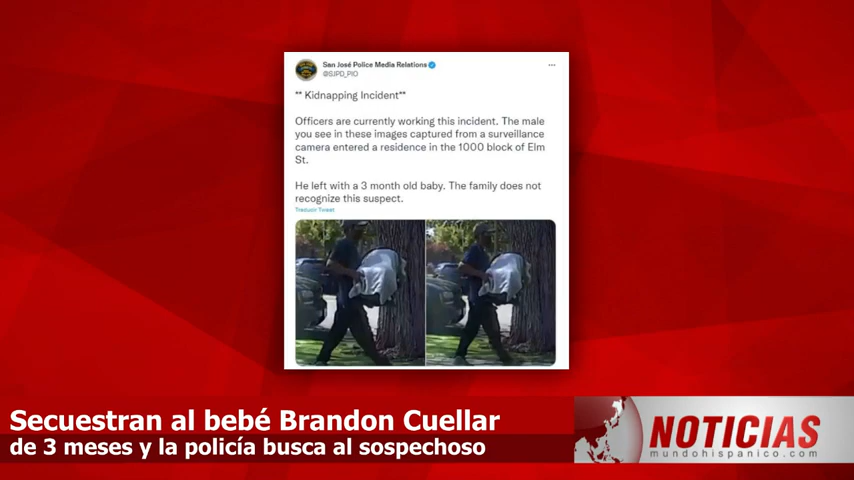 San José Police Media Relations
@SJPD_PIO
** Kidnapping Incident**
Officers are currently working this incident. The male
you see in these images captured from a surveillance
camera entered a residence in the 1000 block of Elm
St.
He left with a 3 month old baby. The family does not
recognize this suspect.
Traducir Tweet
Secuestran al bebé Brandon Cuellar
de 3 meses y la policía busca al sospechoso
NOTICIAS
mundohispanico.com